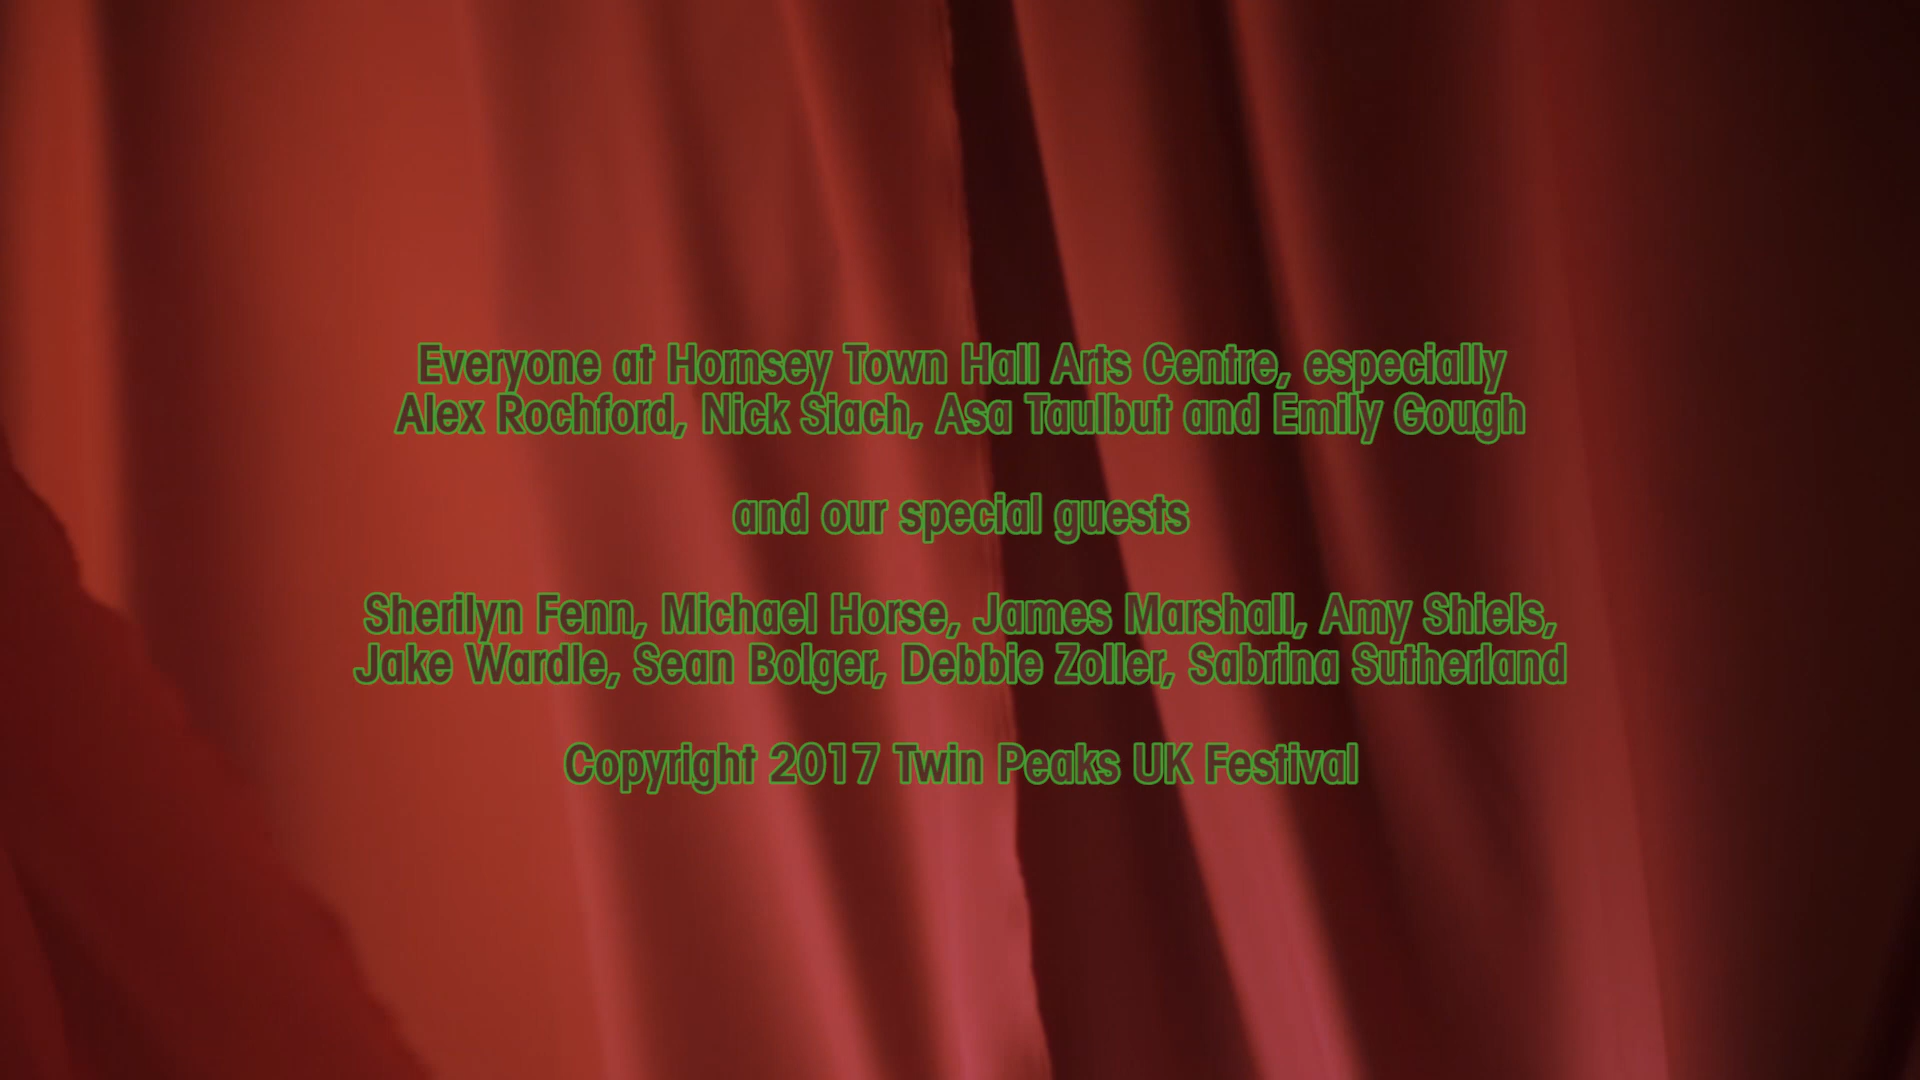 Everyone at Hornsey Town Hall Arts Centre, especially
Alex Rochford, Nick Siach, Asa Taulbut and Emily Gough
and our special guests
Sherilyn Fenn, Michael Horse, James Marshall, Amy Shiels,
Jake Wardle, Sean Bolger, Debbie Zoller, Sabrina Sutherland
Copyright 2017 Twin Peaks UK Festival